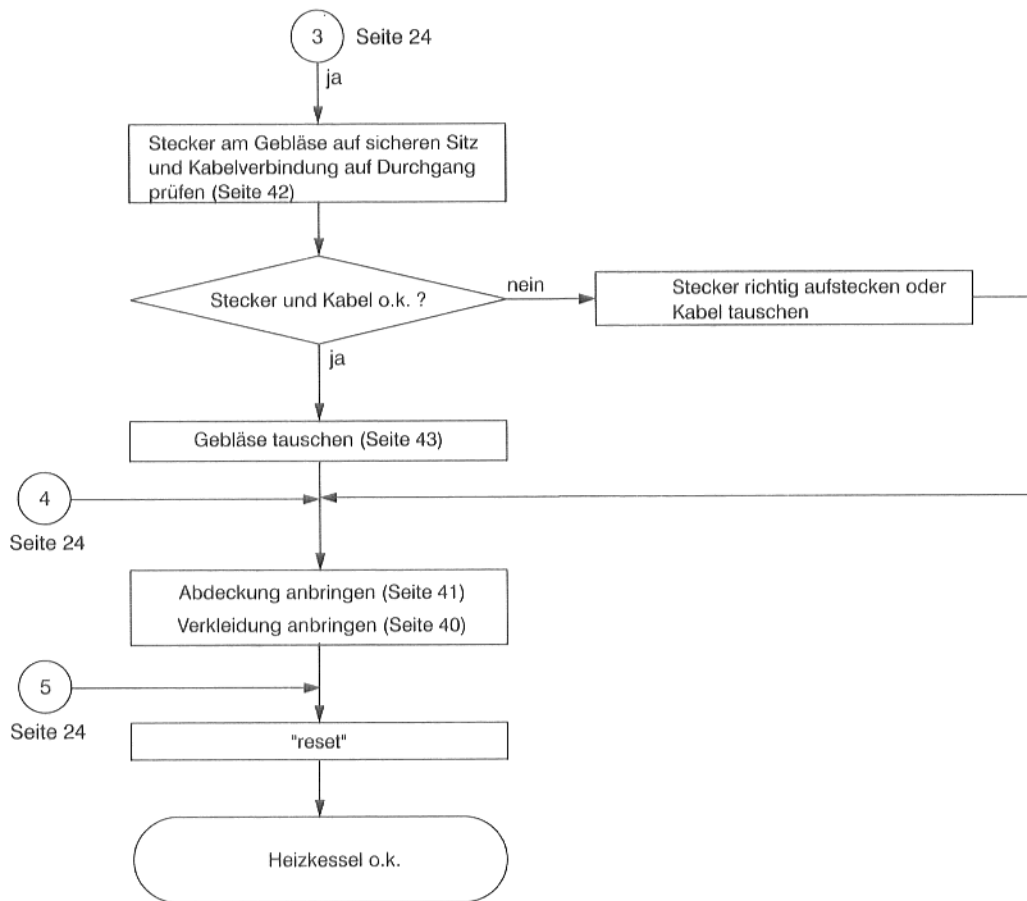 3 Seite 24
ja
Stecker am Gebläse auf sicheren Sitz
und Kabelverbindung auf Durchgang
prüfen (Seite 42)
Stecker und Kabel o.k. ?
nein
Stecker richtig aufstecken oder
Kabel tauschen
ja
Gebläse tauschen (Seite 43)
4
Seite 24
Abdeckung anbringen (Seite 41)
Verkleidung anbringen (Seite 40)
5
Seite 24
"reset"
Heizkessel o.k.